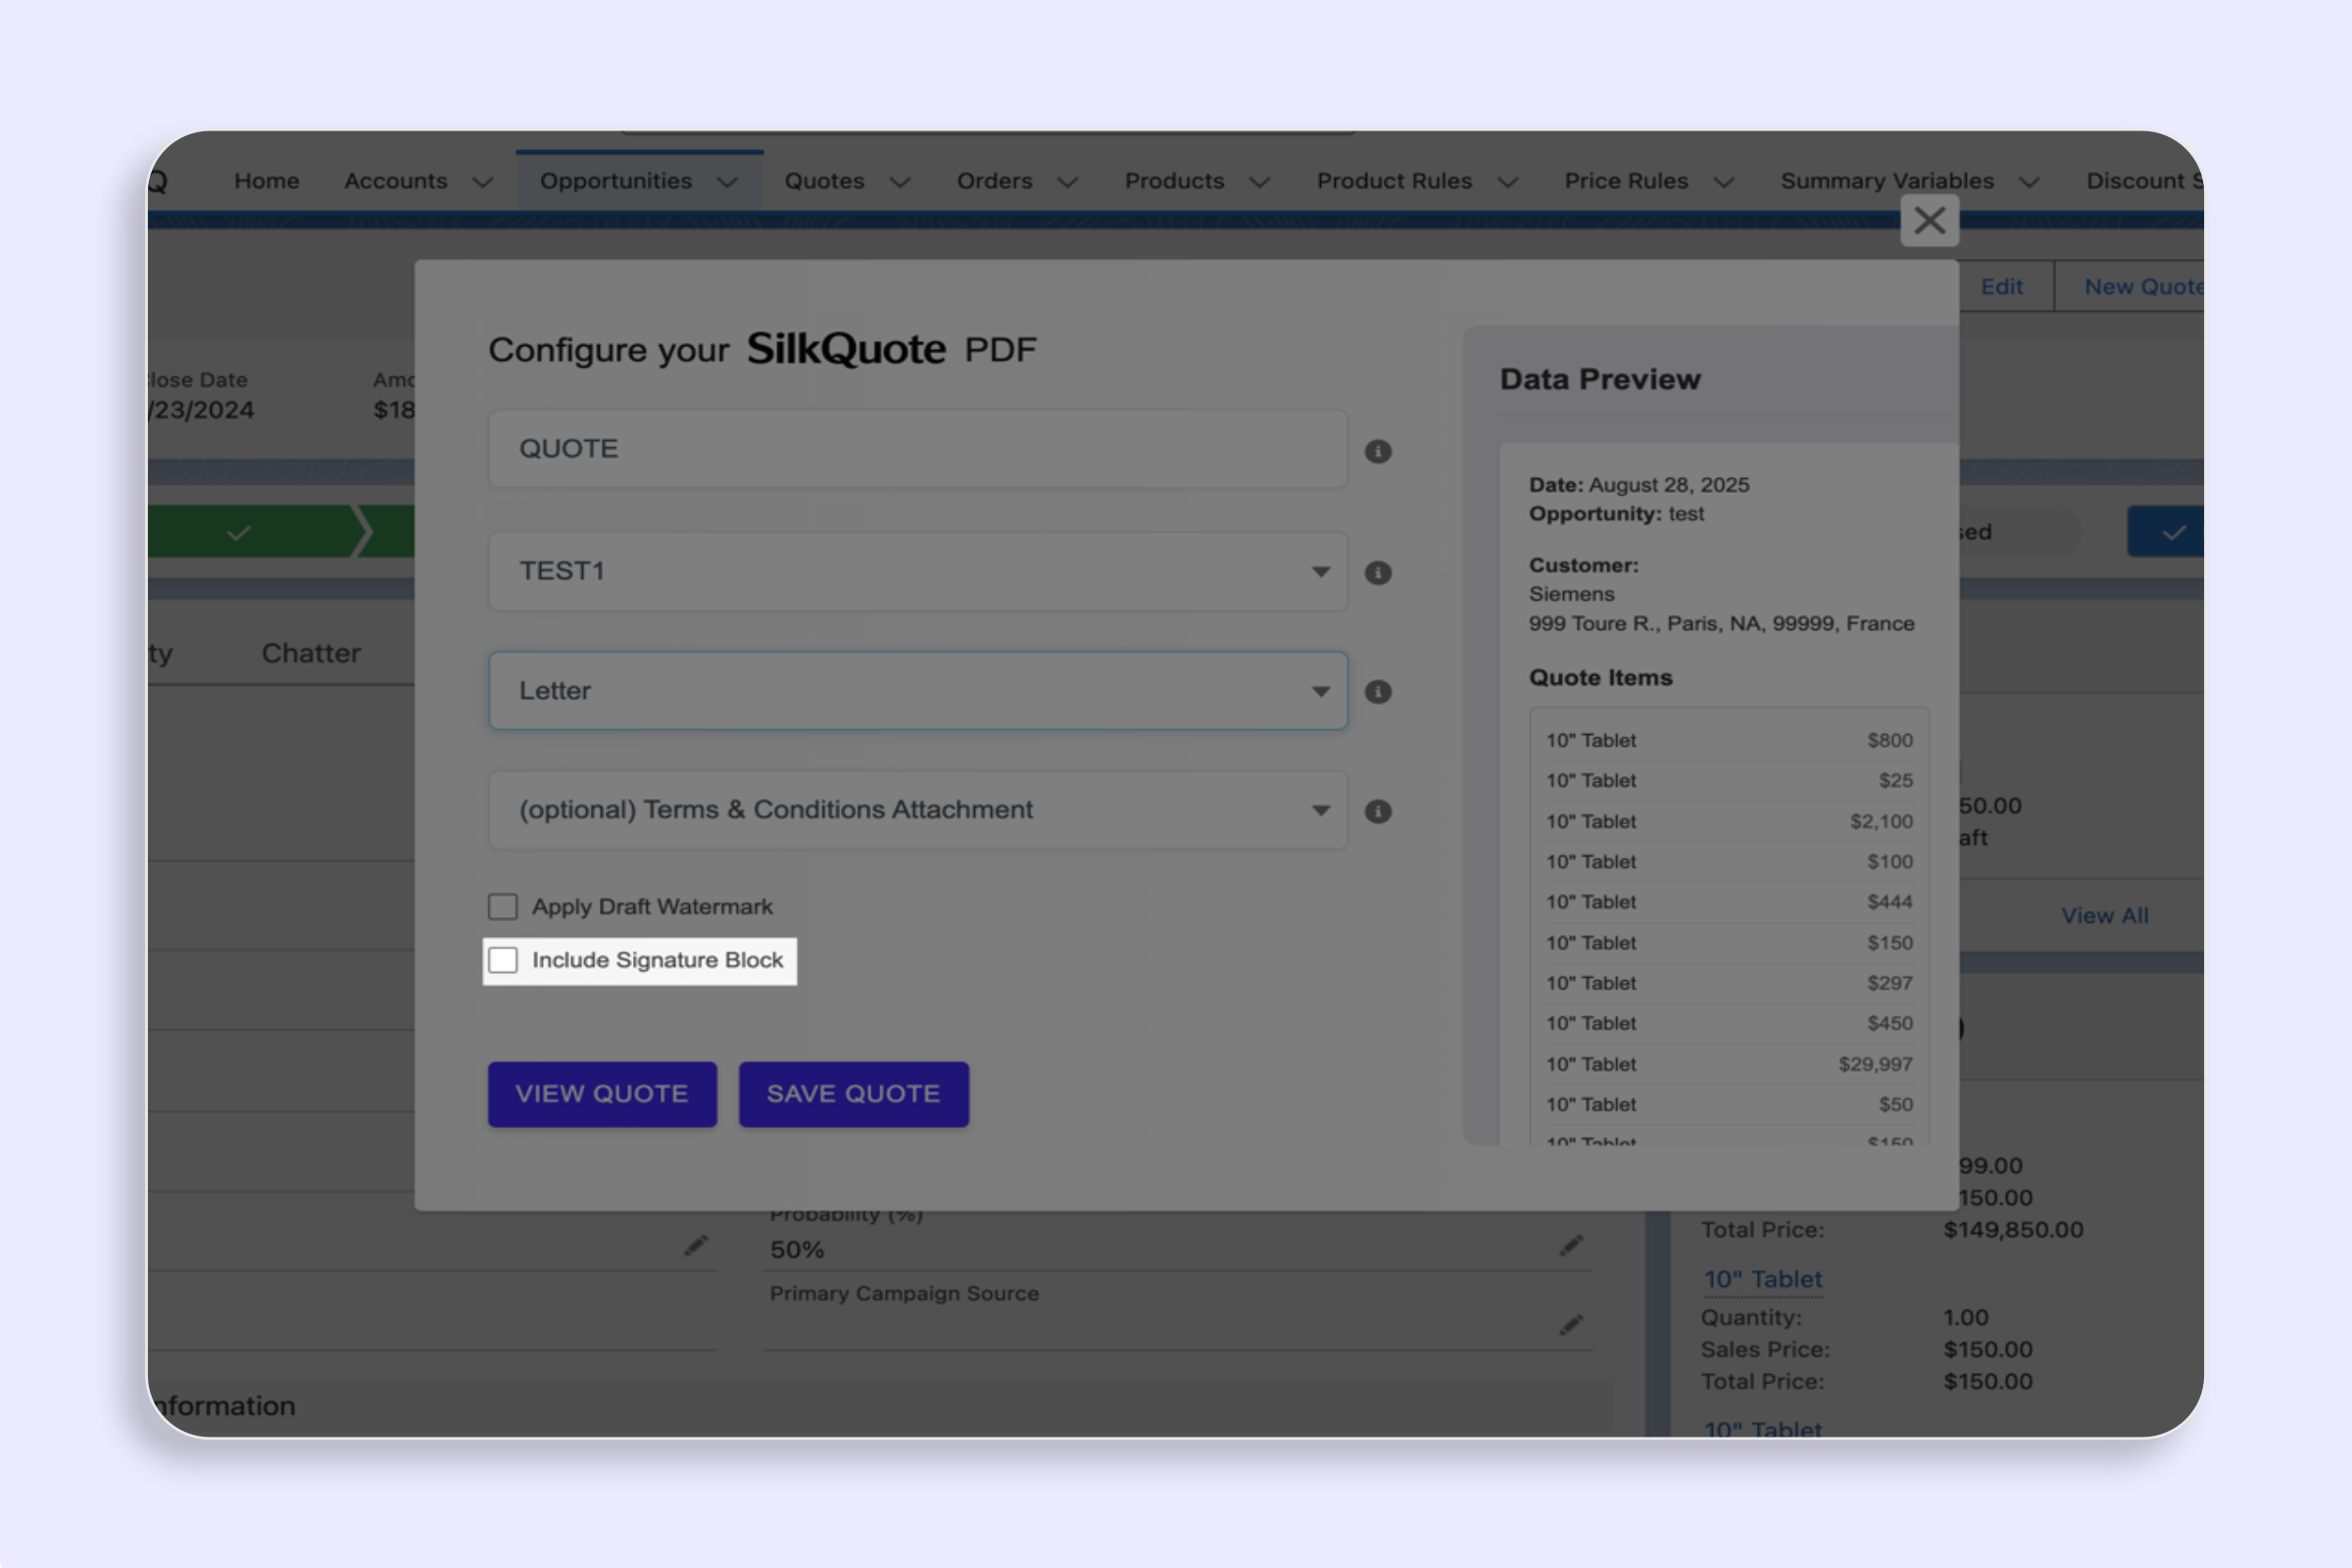 Q Home Accounts Opportunities Quotes Orders Products Product Rules Price Rules Summary Variables Discount
Edit New Quote
Configure your SilkQuote PDF
QUOTE
TEST1
Letter
(optional) Terms & Conditions Attachment
Apply Draft Watermark
Include Signature Block
VIEW QUOTE SAVE QUOTE
Data Preview
Date: August 28, 2025
Opportunity: test
Customer:
Siemens
999 Toure R., Paris, NA, 99999, France
Quote Items
10" Tablet $800
10" Tablet $25
10" Tablet $2,100
10" Tablet $100
10" Tablet $444
10" Tablet $150
10" Tablet $297
10" Tablet $450
10" Tablet $29,997
10" Tablet $50
10" Tablet $150
lose Date
/23/2024
Amo
$18
sed
ty Chatter
50.00
aft
View All
99.00
150.00
Total Price: $149,850.00
10" Tablet
Quantity: 1.00
Sales Price: $150.00
Total Price: $150.00
10" Tablet
Probability (%)
50%
Primary Campaign Source
nformation